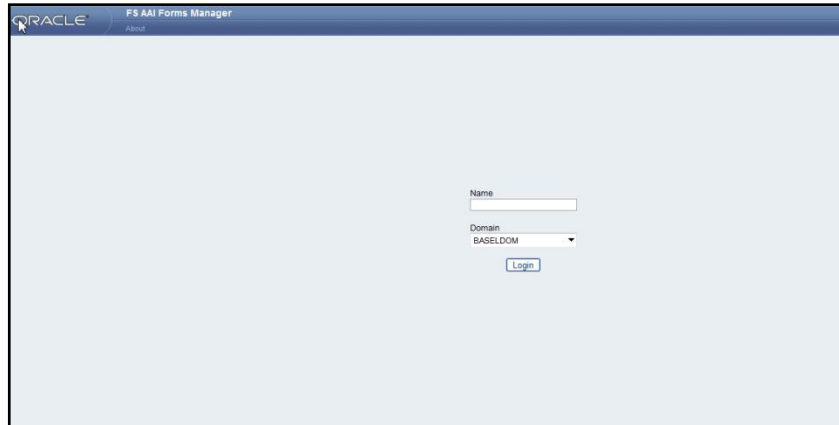 ORACLE
FS AAI Forms Manager
About
Name
Domain
BASELDOM
Login